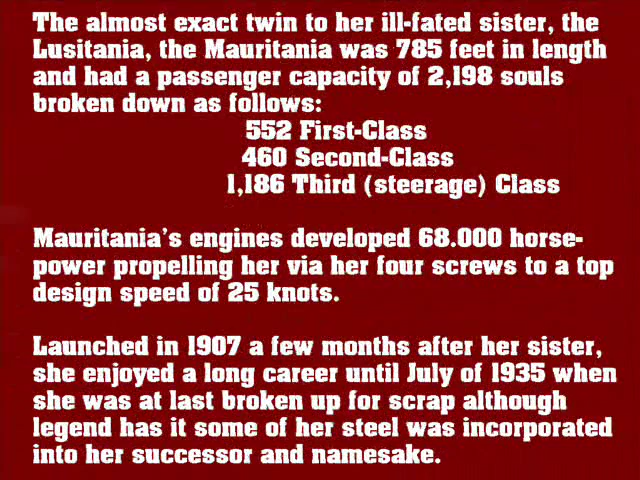 The almost exact twin to her ill-fated sister, the
Lusitania, the Mauritania was 785 feet in length
and had a passenger capacity of 2,198 souls
broken down as follows:
552 First-Class
460 Second-Class
1,186 Third (steerage) Class
Mauritania's engines developed 68.000 horse-
power propelling her via her four screws to a top
design speed of 25 knots.
Launched in 1907 a few months after her sister,
she enjoyed a long career until July of 1935 when
she was at last broken up for scrap although
legend has it some of her steel was incorporated
into her successor and namesake.